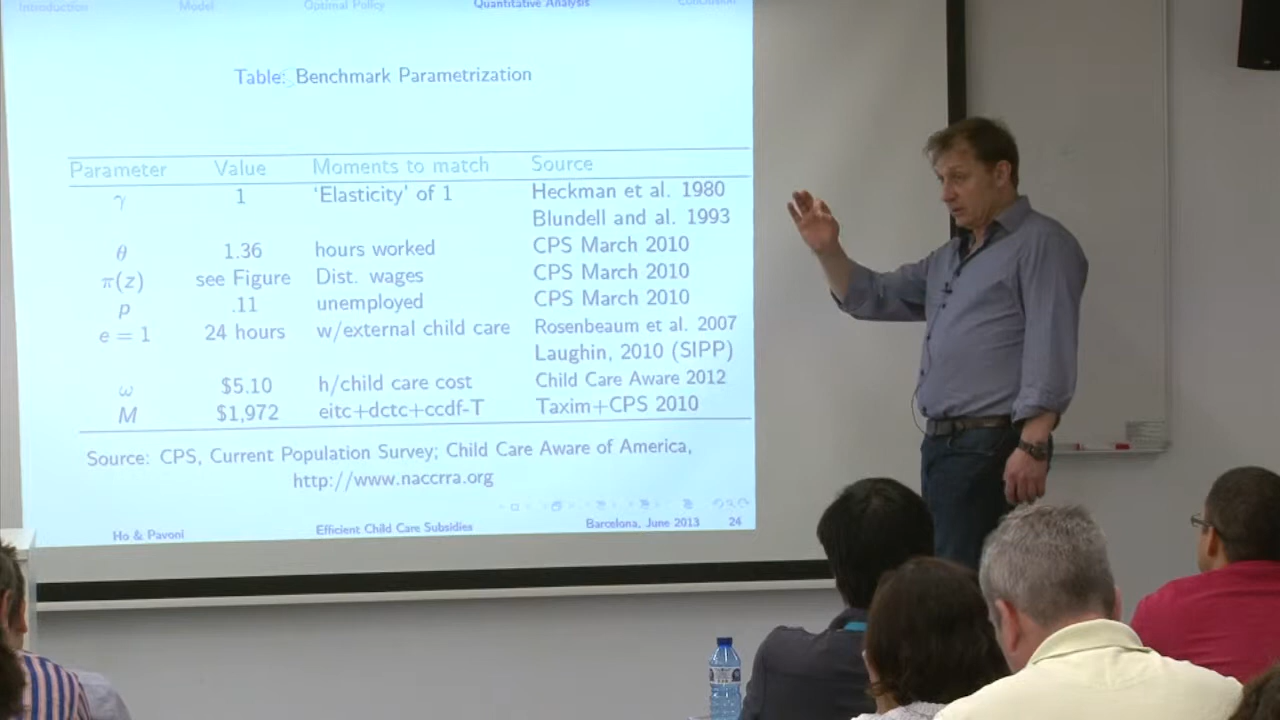 Introduction Model Optimal Policy Quantitative Analysis Conclusion
Table: Benchmark Parametrization
Parameter Value Moments to match Source
γ 1 ‘Elasticity’ of 1 Heckman et al. 1980
Blundell and al. 1993
θ 1.36 hours worked CPS March 2010
π(z) see Figure Dist. wages CPS March 2010
p .11 unemployed CPS March 2010
e = 1 24 hours w/external child care Rosenbeaum et al. 2007
Laughin, 2010 (SIPP)
ω $5.10 h/child care cost Child Care Aware 2012
M $1,972 eitc+dctc+ccdf-T Taxim+CPS 2010
Source: CPS, Current Population Survey; Child Care Aware of America,
http://www.naccrra.org
Ho & Pavoni Efficient Child Care Subsidies Barcelona, June 2013 24